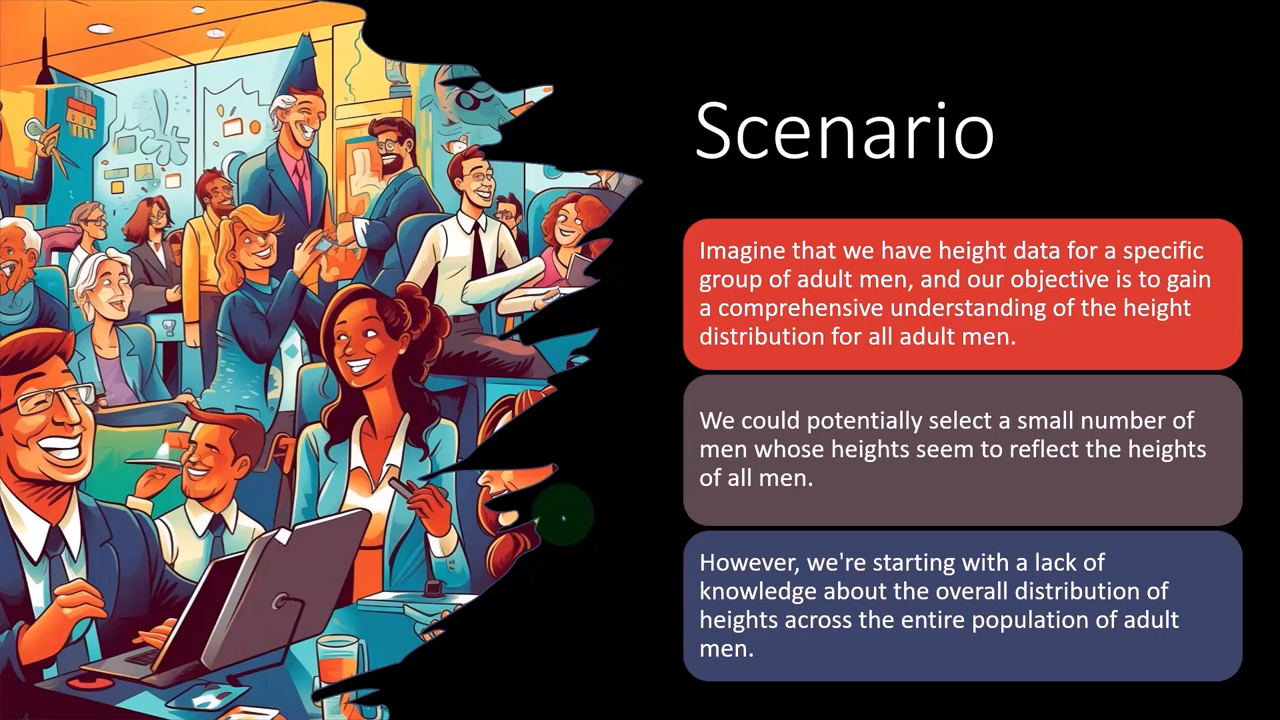 Scenario
Imagine that we have height data for a specific
group of adult men, and our objective is to gain
a comprehensive understanding of the height
distribution for all adult men.
We could potentially select a small number of
men whose heights seem to reflect the heights
of all men.
However, we're starting with a lack of
knowledge about the overall distribution of
heights across the entire population of adult
men.